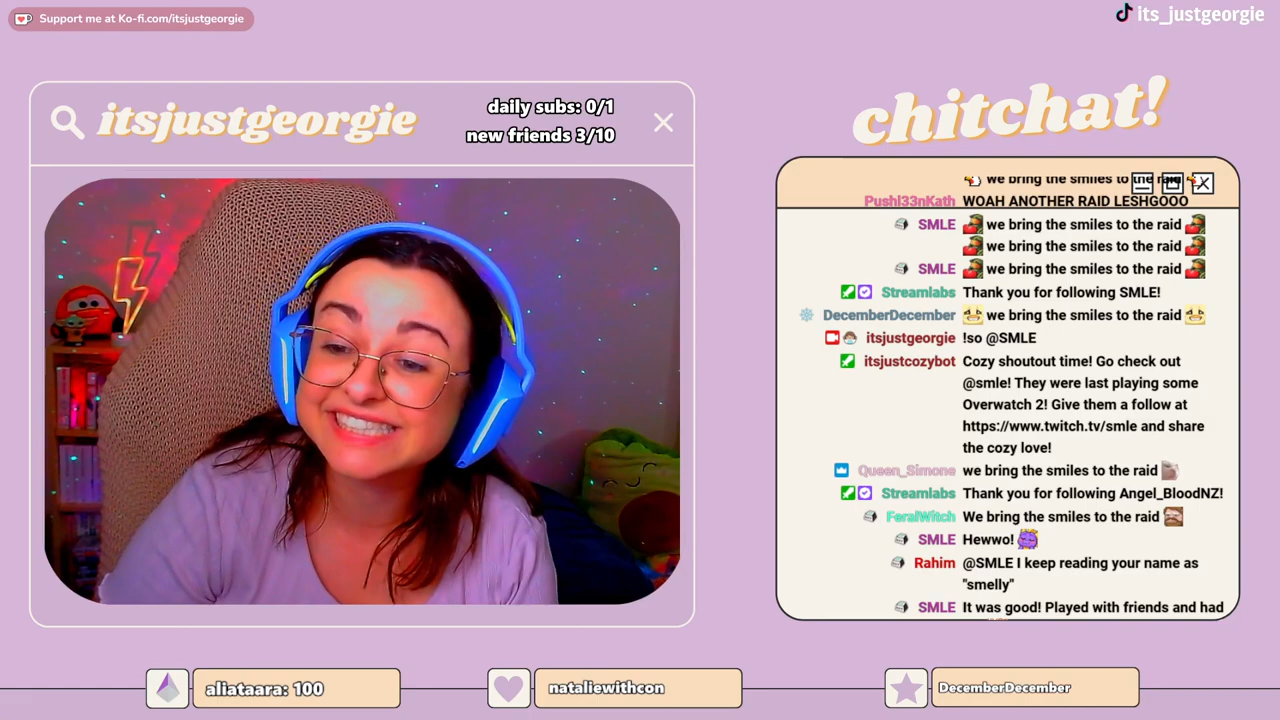 Support me at Ko-fi.com/itsjustgeorgie
its_justgeorgie
itsjustgeorgie
daily subs: 0/1
new friends 3/10
chitchat!
we bring the smiles to the raid
Pushl33nKath WOAH ANOTHER RAID LESHGOOO
SMLE we bring the smiles to the raid
we bring the smiles to the raid
SMLE we bring the smiles to the raid
Streamlabs Thank you for following SMLE!
DecemberDecember we bring the smiles to the raid
itsjustgeorgie !so @SMLE
itsjustcozybot Cozy shoutout time! Go check out
@smle! They were last playing some
Overwatch 2! Give them a follow at
https://www.twitch.tv/smle and share
the cozy love!
Queen_Simone we bring the smiles to the raid
Streamlabs Thank you for following Angel_BloodNZ!
FeralWitch We bring the smiles to the raid
SMLE Hewwo!
Rahim @SMLE I keep reading your name as
"smelly"
SMLE It was good! Played with friends and had
aliataara: 100
nataliewithcon
DecemberDecember